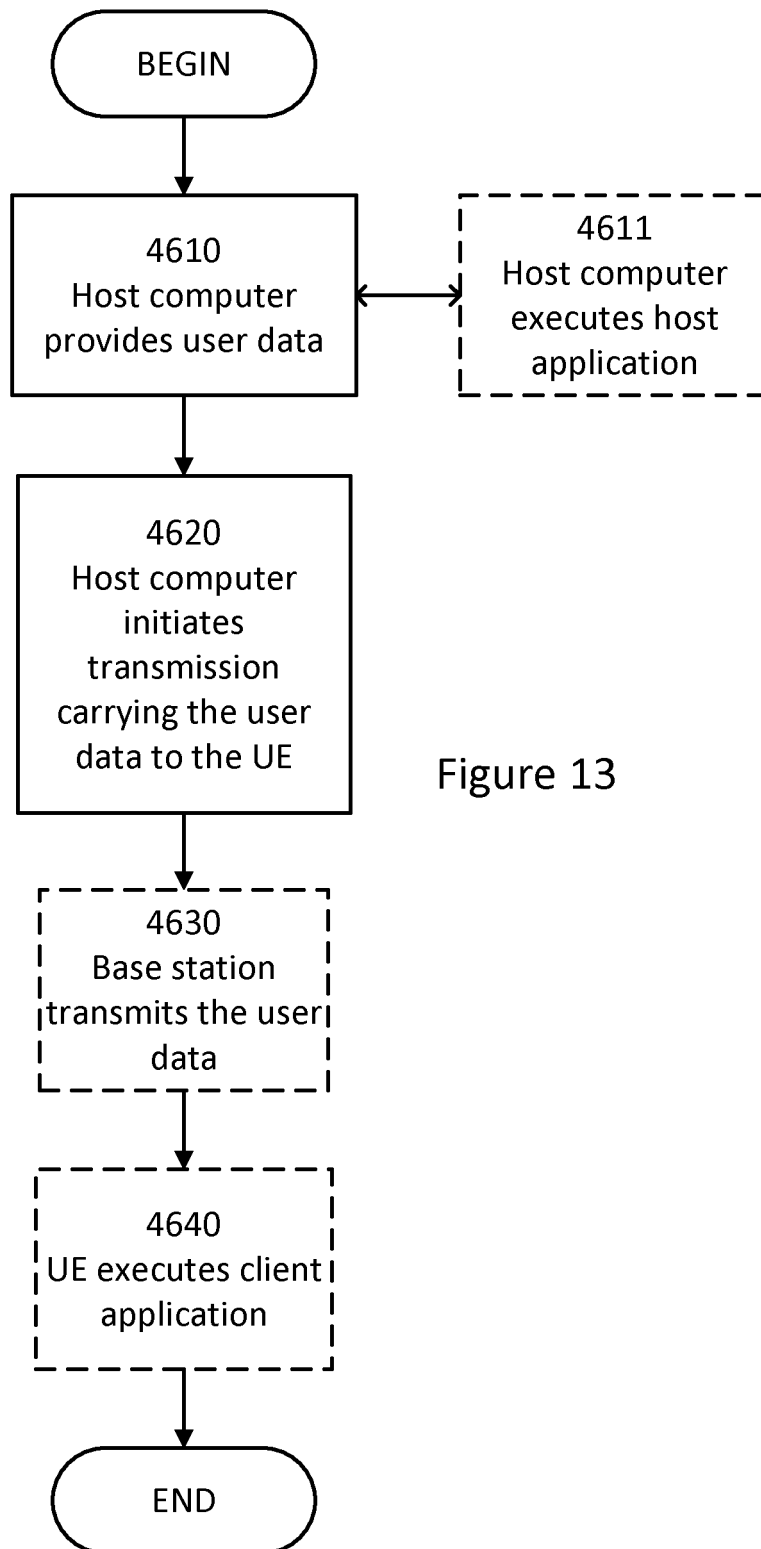 BEGIN
4610
Host computer
provides user data
4611
Host computer
executes host
application
4620
Host computer
initiates
transmission
carrying the user
data to the UE
Figure 13
4630
Base station
transmits the user
data
4640
UE executes client
application
END